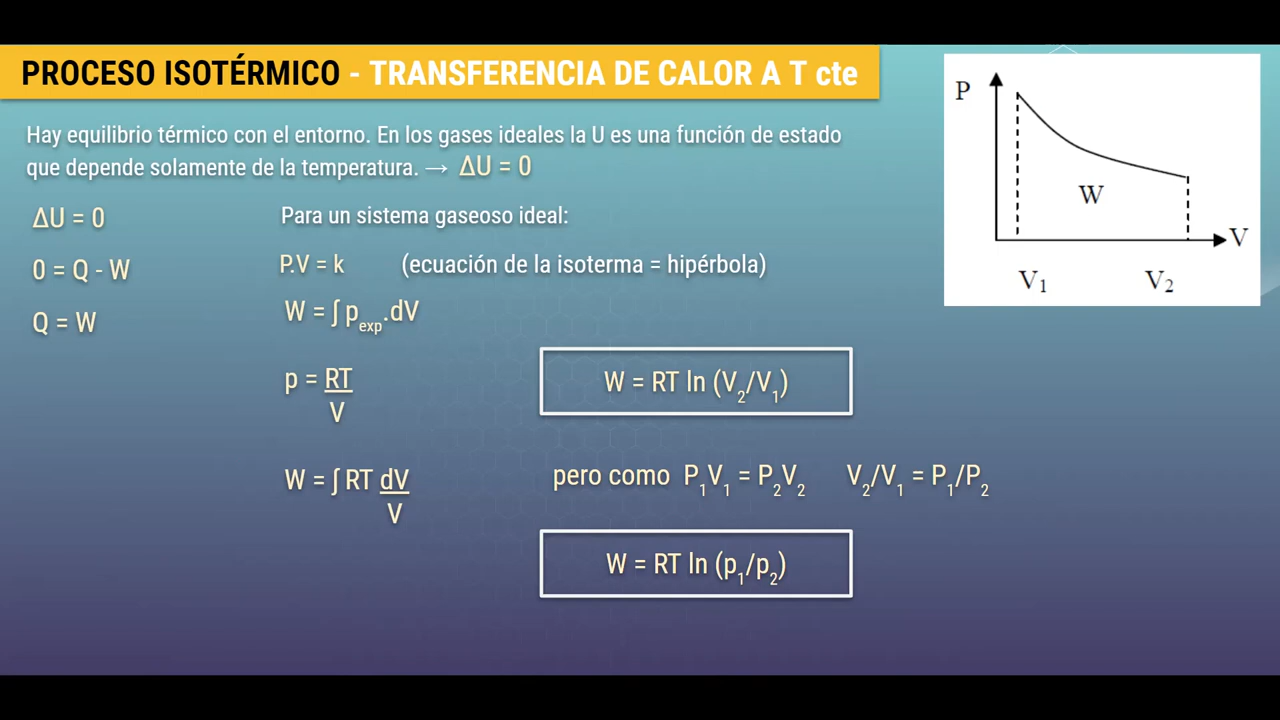 PROCESO ISOTÉRMICO - TRANSFERENCIA DE CALOR A T cte
Hay equilibrio térmico con el entorno. En los gases ideales la U es una función de estado
que depende solamente de la temperatura. → ΔU = 0
ΔU = 0
0 = Q - W
Q = W
Para un sistema gaseoso ideal:
P.V = k (ecuación de la isoterma = hipérbola)
W = ∫ p_exp.dV
p = RT
V
W = ∫ RT dV
V
W = RT ln (V₂/V₁)
pero como P₁V₁ = P₂V₂ V₂/V₁ = P₁/P₂
W = RT ln (p₁/p₂)
P
W
V
V₁ V₂